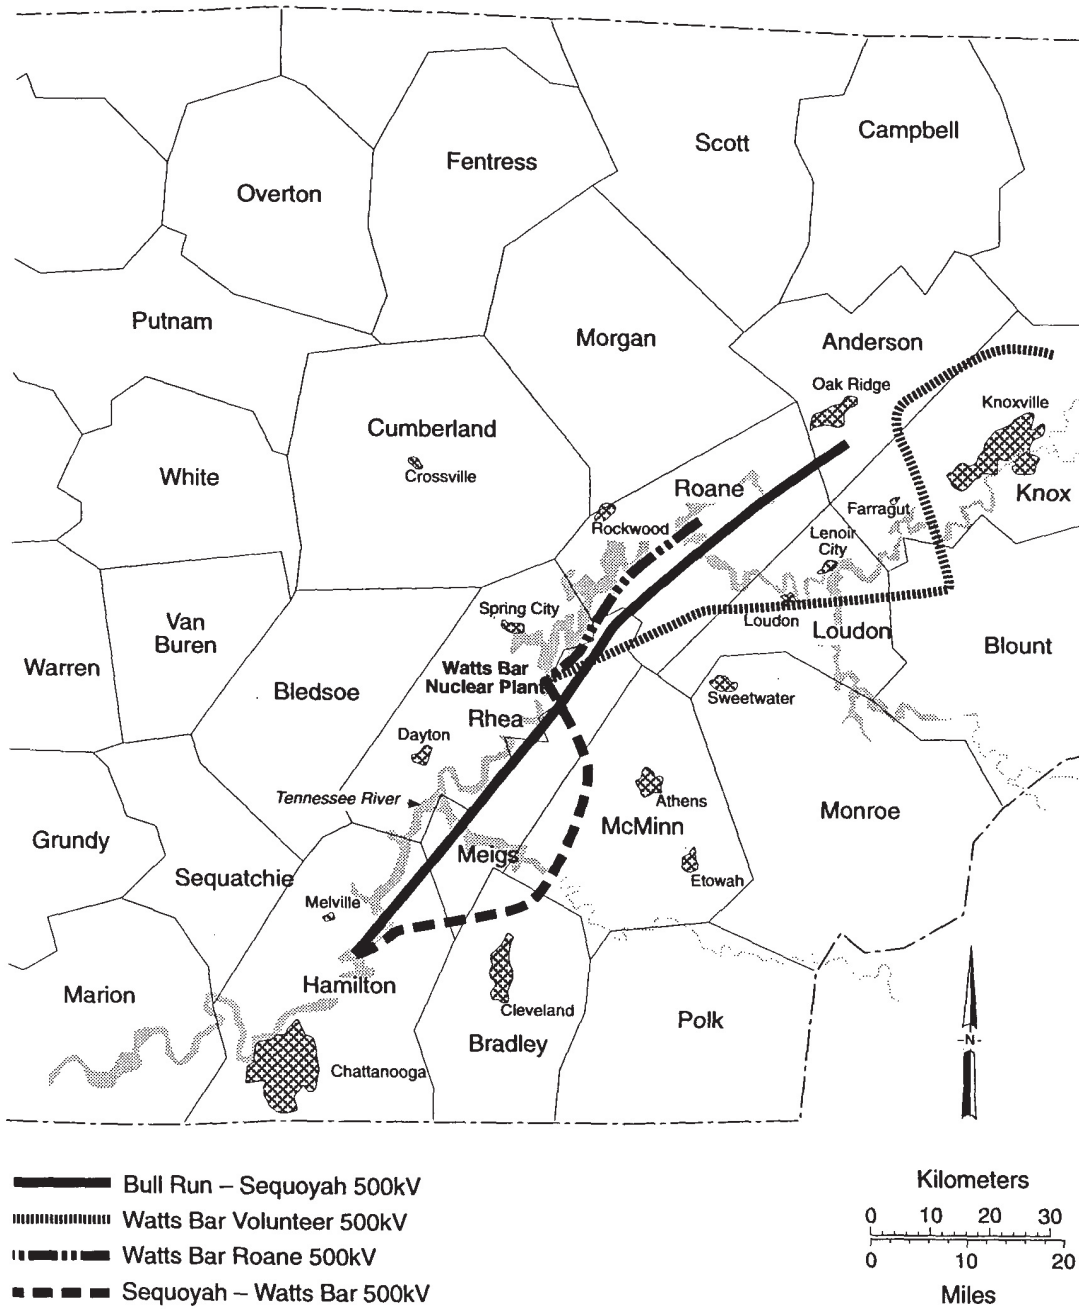 Scott
Campbell
Fentress
Overton
Putnam
Morgan
Anderson
Oak Ridge
Knoxville
Cumberland
Crossville
White
Roane
Knox
Farragut
Rockwood
Lenoir
City
Spring City
Loudon
Loudon
Van
Buren
Blount
Warren
Watts Bar
Nuclear Plant
Bledsoe
Sweetwater
Rhea
Dayton
Tennessee River
Athens
McMinn
Monroe
Grundy
Meigs
Sequatchie
Etowah
Melville
Hamilton
Marion
Cleveland
Polk
Bradley
Chattanooga
-N-
Bull Run – Sequoyah 500kV
Watts Bar Volunteer 500kV
Watts Bar Roane 500kV
Sequoyah – Watts Bar 500kV
Kilometers
0 10 20 30
0 10 20
Miles